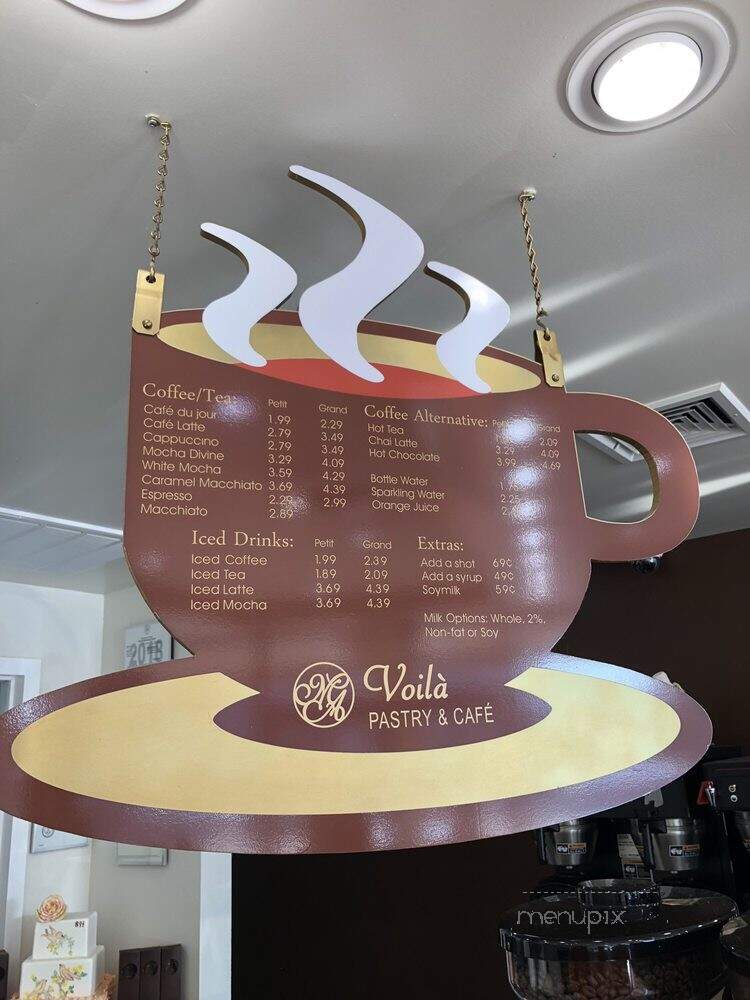 Coffee/Tea: Petit Grand
Café du jour 1.99 2.29
Café Latte 2.79 3.49
Cappuccino 2.79 3.49
Mocha Divine 3.29 4.09
White Mocha 3.59 4.29
Caramel Macchiato 3.69 4.39
Espresso 2.29 2.99
Macchiato 2.89
Coffee Alternative: Grand
Hot Tea 2.09
Chai Latte 3.29 4.09
Hot Chocolate 3.99 4.69
Bottle Water
Sparkling Water 2.25
Orange Juice
Iced Drinks: Petit Grand
Iced Coffee 1.99 2.39
Iced Tea 1.89 2.09
Iced Latte 3.69 4.39
Iced Mocha 3.69 4.39
Extras:
Add a shot 69¢
Add a syrup 49¢
Soymilk 59¢
Milk Options: Whole, 2%,
Non-fat or Soy
Voilà
PASTRY & CAFÉ
2018
menupix